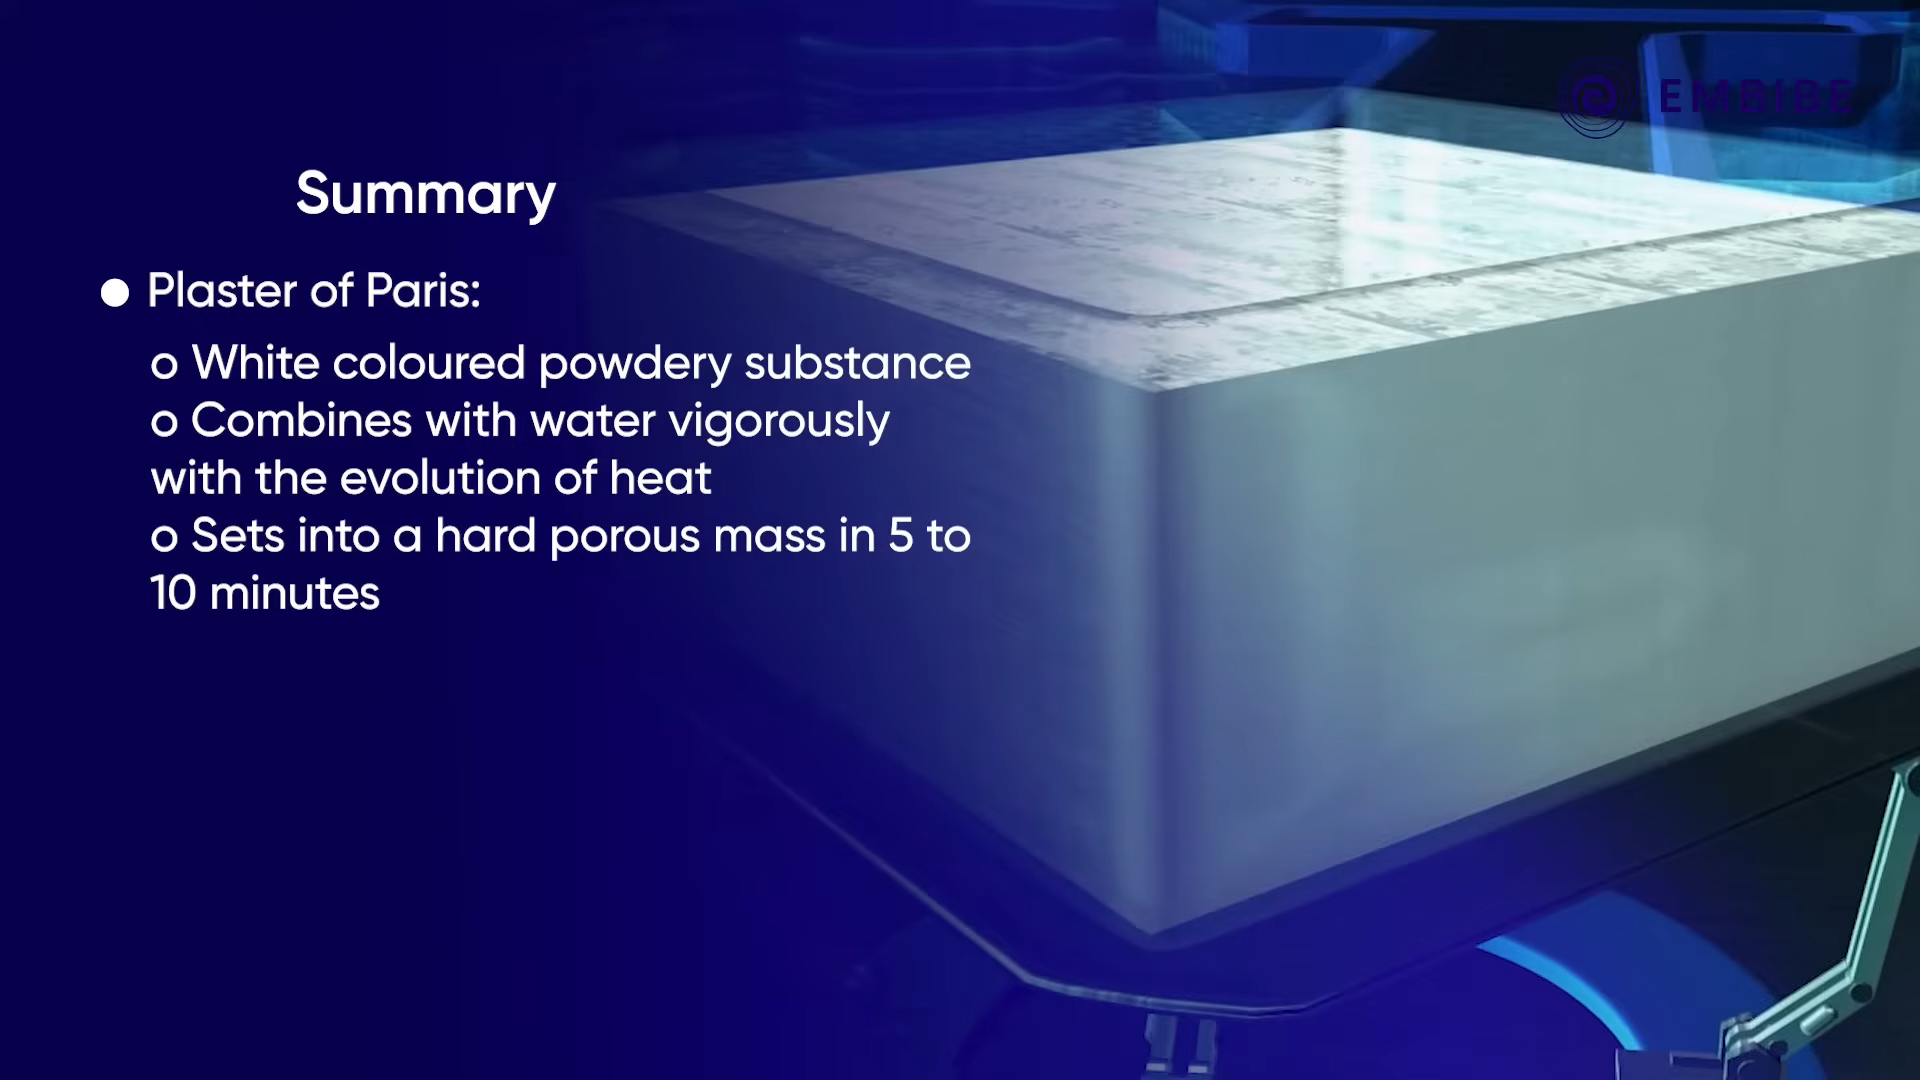 EMBIBE
Summary
● Plaster of Paris:
o White coloured powdery substance
o Combines with water vigorously
with the evolution of heat
o Sets into a hard porous mass in 5 to
10 minutes